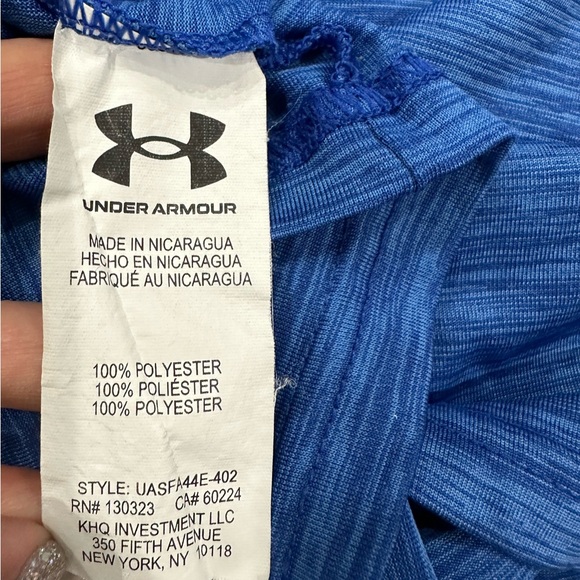 UNDER ARMOUR
MADE IN NICARAGUA
HECHO EN NICARAGUA
FABRIQUÉ AU NICARAGUA
100% POLYESTER
100% POLIÉSTER
100% POLYESTER
STYLE: UASFA44E-402
RN# 130323 CA# 60224
KHQ INVESTMENT LLC
350 FIFTH AVENUE
NEW YORK, NY 10118